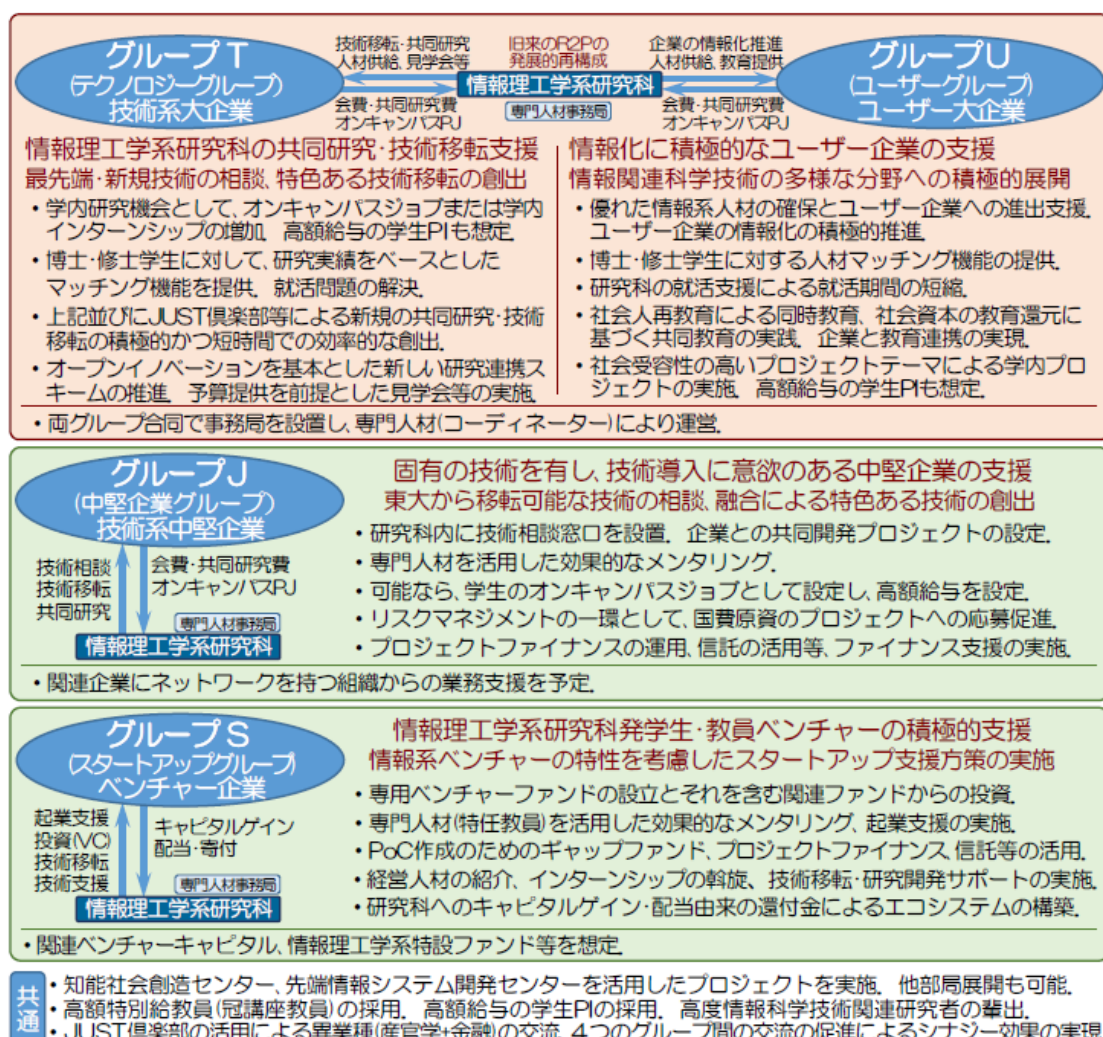 グループT
(テクノロジーグループ)
技術系大企業
技術移転・共同研究
人材供給、見学会等
会費・共同研究費
オンキャンパスPJ
旧来のR2Pの
発展的再構成
情報理工学系研究科
専門人材事務局
企業の情報化推進
人材供給、教育提供
会費・共同研究費
オンキャンパスPJ
グループU
(ユーザーグループ)
ユーザー大企業
情報理工学系研究科の共同研究・技術移転支援
最先端・新規技術の相談、特色ある技術移転の創出
・学内研究機会として、オンキャンパスジョブまたは学内
インターンシップの増加。高額給与の学生PIも想定。
・博士・修士学生に対して、研究実績をベースとした
マッチング機能を提供。就活問題の解決。
・上記並びにJUST倶楽部等による新規の共同研究・技術
移転の積極的かつ短時間での効率的な創出。
・オープンイノベーションを基本とした新しい研究連携ス
キームの推進。予算提供を前提とした見学会等の実施。
情報化に積極的なユーザー企業の支援
情報関連科学技術の多様な分野への積極的展開
・優れた情報系人材の確保とユーザー企業への進出支援。
ユーザー企業の情報化の積極的推進。
・博士・修士学生に対する人材マッチング機能の提供。
・研究科の就活支援による就活期間の短縮。
・社会人再教育による同時教育、社会資本の教育還元に
基づく共同教育の実践。企業と教育連携の実現。
・社会受容性の高いプロジェクトテーマによる学内プロ
ジェクトの実施。高額給与の学生PIも想定。
・両グループ合同で事務局を設置し、専門人材(コーディネーター)により運営。
グループJ
(中堅企業グループ)
技術系中堅企業
技術相談
技術移転
共同研究
会費・共同研究費
オンキャンパスPJ
専門人材事務局
情報理工学系研究科
固有の技術を有し、技術導入に意欲のある中堅企業の支援
東大から移転可能な技術の相談、融合による特色ある技術の創出
・研究科内に技術相談窓口を設置。企業との共同開発プロジェクトの設定。
・専門人材を活用した効果的なメンタリング。
・可能なら、学生のオンキャンパスジョブとして設定し、高額給与を設定。
・リスクマネジメントの一環として、国費原資のプロジェクトへの応募促進。
・プロジェクトファイナンスの運用、信託の活用等、ファイナンス支援の実施。
・関連企業にネットワークを持つ組織からの業務支援を予定。
グループS
(スタートアップグループ)
ベンチャー企業
起業支援
投資(VC)
技術移転
技術支援
キャピタルゲイン
配当・寄付
専門人材事務局
情報理工学系研究科
情報理工学系研究科発学生・教員ベンチャーの積極的支援
情報系ベンチャーの特性を考慮したスタートアップ支援方策の実施
・専用ベンチャーファンドの設立とそれを含む関連ファンドからの投資。
・専門人材(特任教員)を活用した効果的なメンタリング、起業支援の実施。
・PoC作成のためのギャップファンド、プロジェクトファイナンス、信託等の活用。
・経営人材の紹介、インターンシップの斡旋、技術移転・研究開発サポートの実施。
・研究科へのキャピタルゲイン・配当由来の還付金によるエコシステムの構築。
・関連ベンチャーキャピタル、情報理工学系特設ファンド等を想定。
共通
・知能社会創造センター、先端情報システム開発センターを活用したプロジェクトを実施。他部局展開も可能。
・高額特別給教員(冠講座教員)の採用。高額給与の学生PIの採用。高度情報科学技術関連研究者の輩出。
・JUST倶楽部の活用による異業種(産官学+金融)の交流、4つのグループ間の交流の促進によるシナジー効果の実現